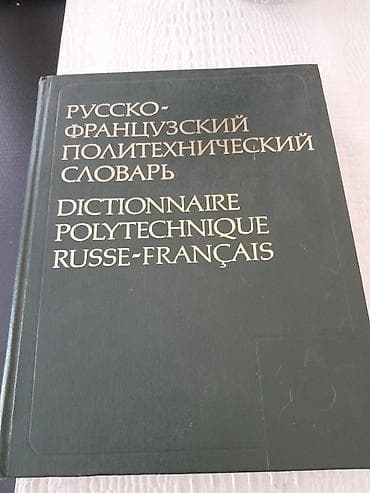 РУССКО-
ФРАНЦУЗСКИЙ
ПОЛИТЕХНИЧЕСКИЙ
СЛОВАРЬ
DICTIONNAIRE
POLYTECHNIQUE
RUSSE-FRANÇAIS